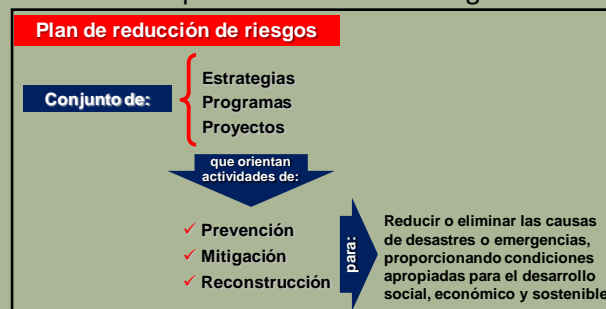 Plan de reducción de riesgos
Conjunto de:
Estrategias
Programas
Proyectos
que orientan
actividades de:
✓ Prevención
✓ Mitigación
✓ Reconstrucción
para:
Reducir o eliminar las causas
de desastres o emergencias,
proporcionando condiciones
apropiadas para el desarrollo
social, económico y sostenible